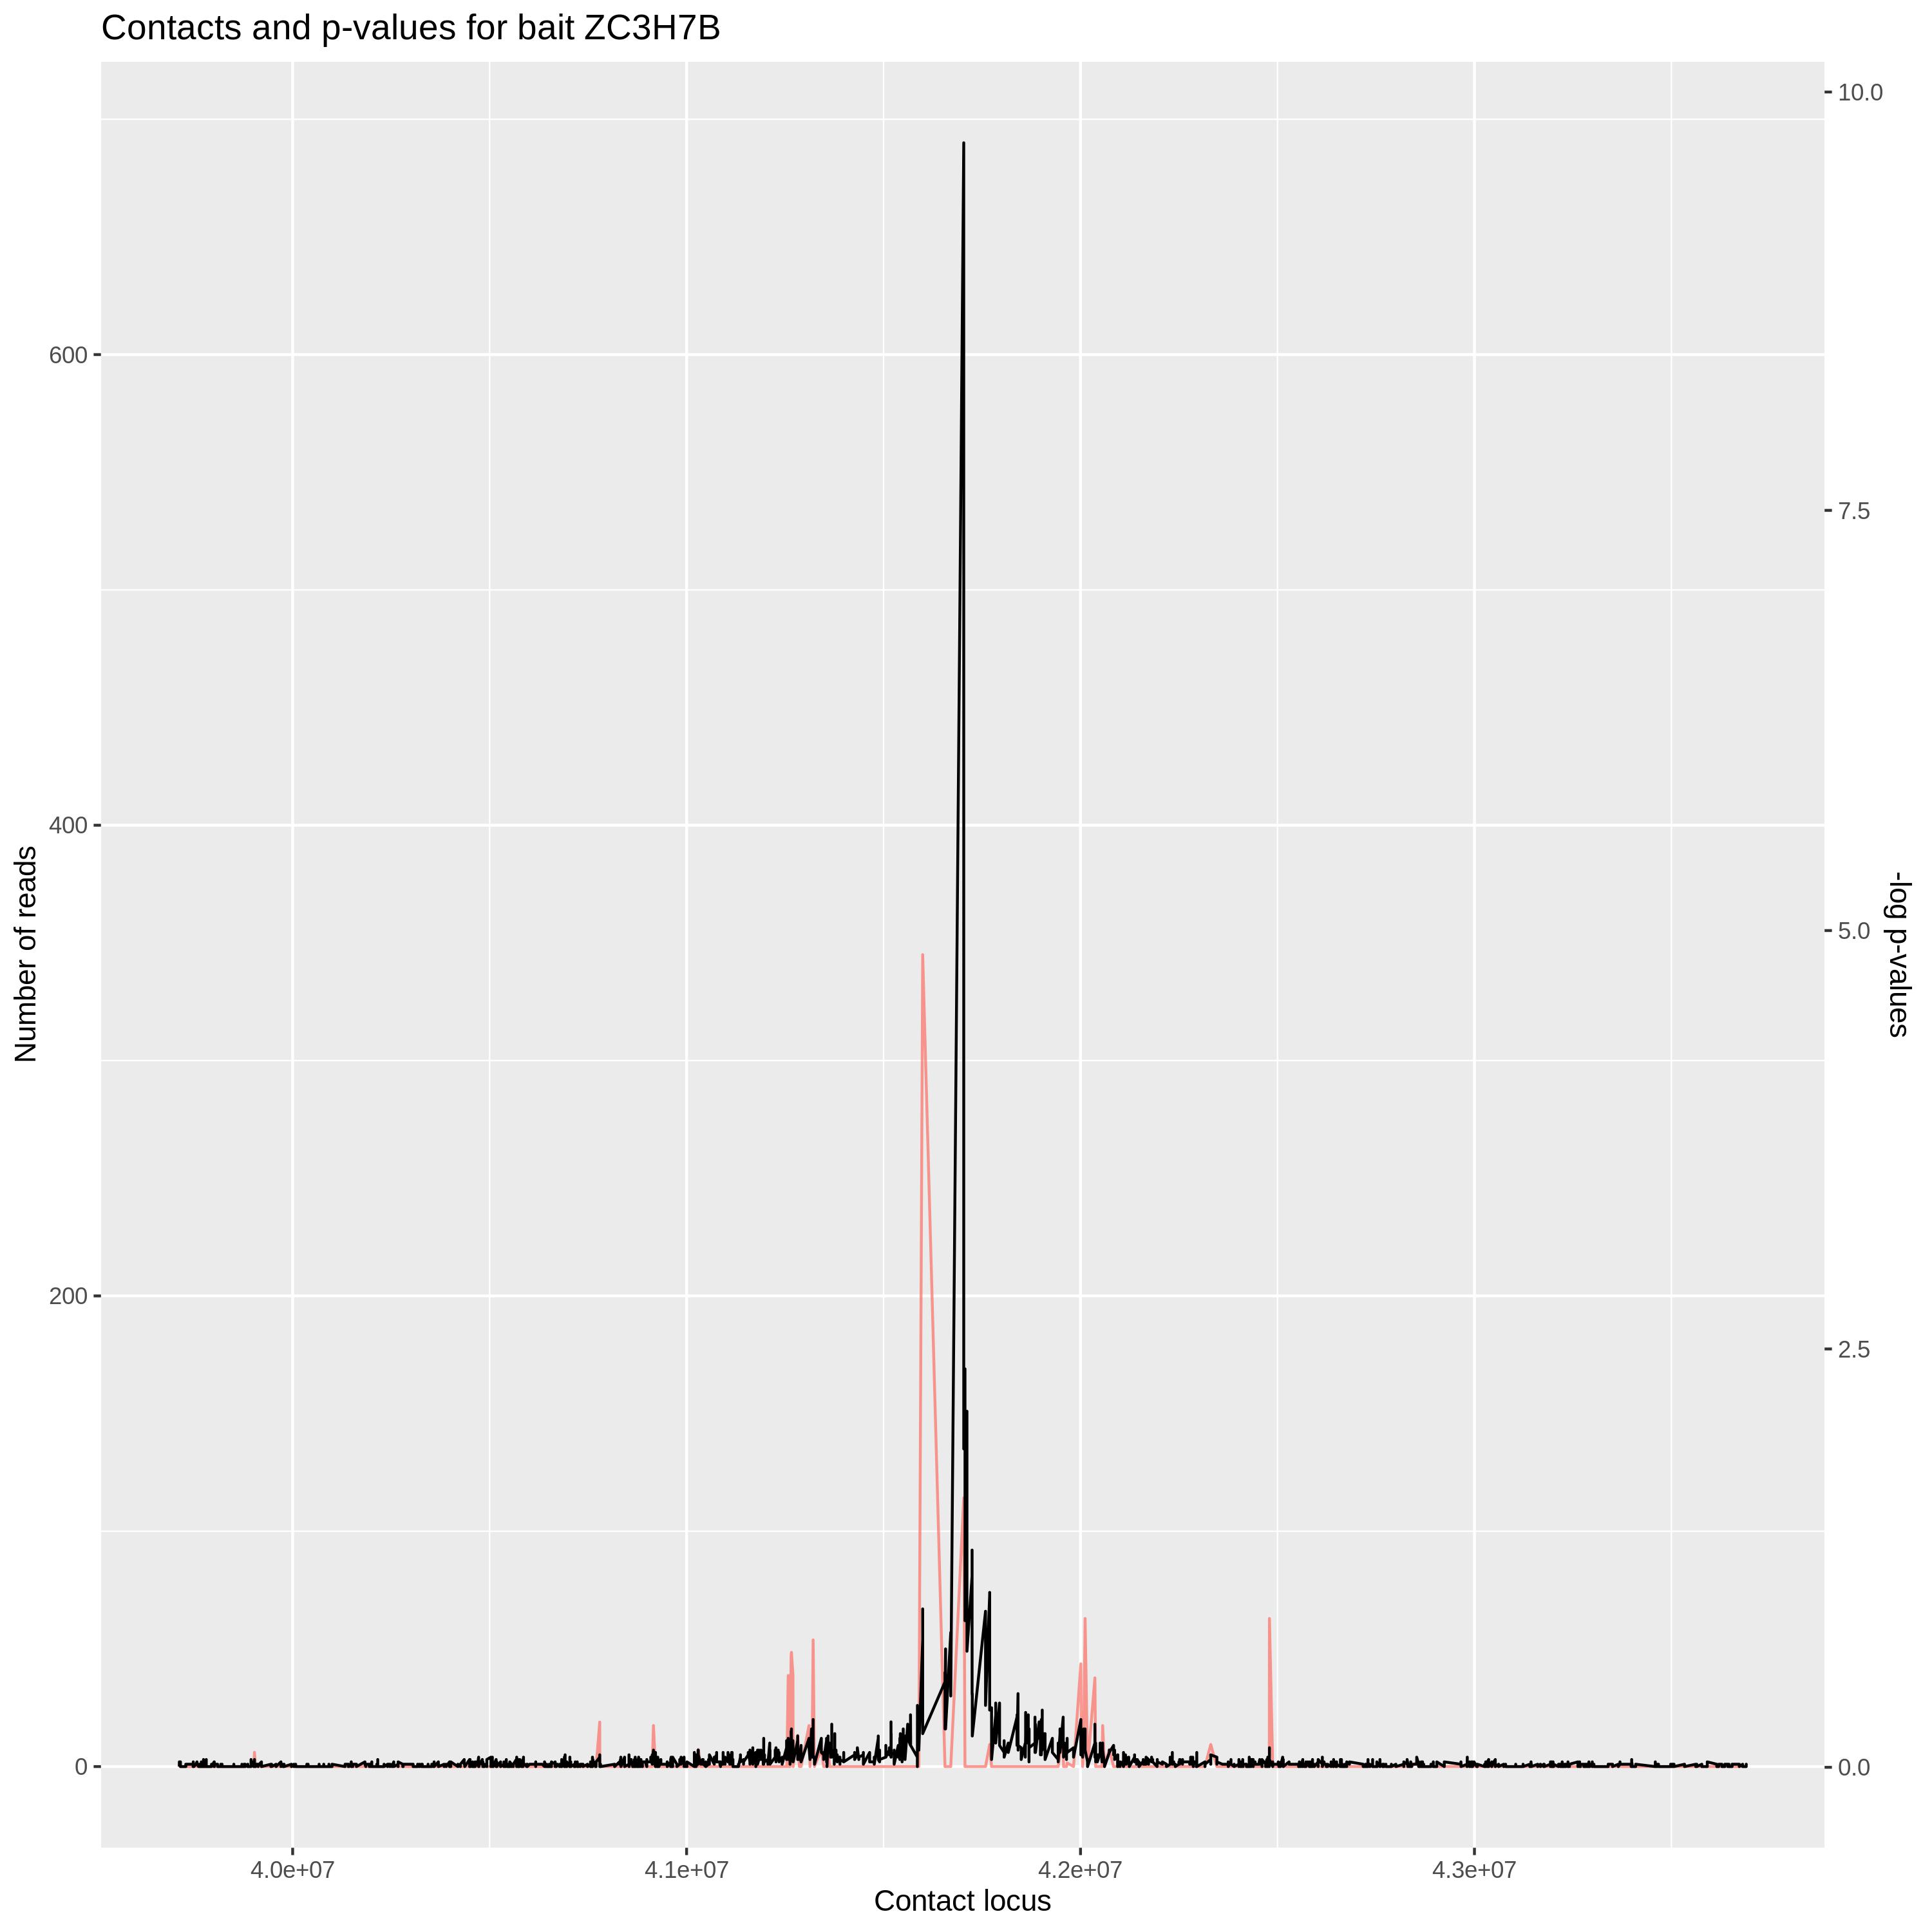 Contacts and p-values for bait ZC3H7B
10.0
7.5
600
400
5.0
Number of reads
-log p-values
200
2.5
0
0.0
4.0e+07
4.1e+07
4.2e+07
4.3e+07
Contact locus